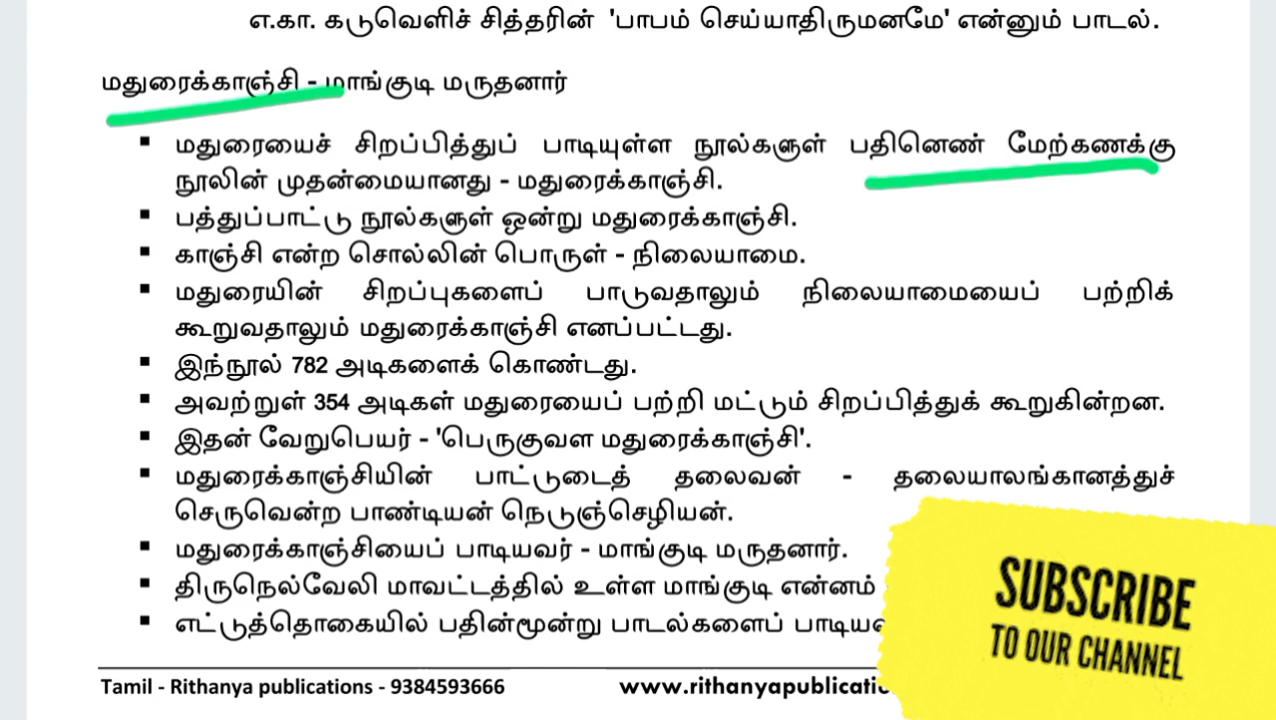 எ.கா. கடுவெளிச் சித்தரின் 'பாபம் செய்யாதிருமனமே' என்னும் பாடல்.
மதுரைக்காஞ்சி - மாங்குடி மருதனார்
▪ மதுரையைச் சிறப்பித்துப் பாடியுள்ள நூல்களுள் பதினெண் மேற்கணக்கு
நூலின் முதன்மையானது - மதுரைக்காஞ்சி.
▪ பத்துப்பாட்டு நூல்களுள் ஒன்று மதுரைக்காஞ்சி.
▪ காஞ்சி என்ற சொல்லின் பொருள் - நிலையாமை.
▪ மதுரையின் சிறப்புகளைப் பாடுவதாலும் நிலையாமையைப் பற்றிக்
கூறுவதாலும் மதுரைக்காஞ்சி எனப்பட்டது.
▪ இந்நூல் 782 அடிகளைக் கொண்டது.
▪ அவற்றுள் 354 அடிகள் மதுரையைப் பற்றி மட்டும் சிறப்பித்துக் கூறுகின்றன.
▪ இதன் வேறுபெயர் - 'பெருகுவள மதுரைக்காஞ்சி'.
▪ மதுரைக்காஞ்சியின் பாட்டுடைத் தலைவன் - தலையாலங்கானத்துச்
செருவென்ற பாண்டியன் நெடுஞ்செழியன்.
▪ மதுரைக்காஞ்சியைப் பாடியவர் - மாங்குடி மருதனார்.
▪ திருநெல்வேலி மாவட்டத்தில் உள்ள மாங்குடி என்னம்
▪ எட்டுத்தொகையில் பதின்மூன்று பாடல்களைப் பாடிய
SUBSCRIBE
TO OUR CHANNEL
Tamil - Rithanya publications - 9384593666 www.rithanyapublicati